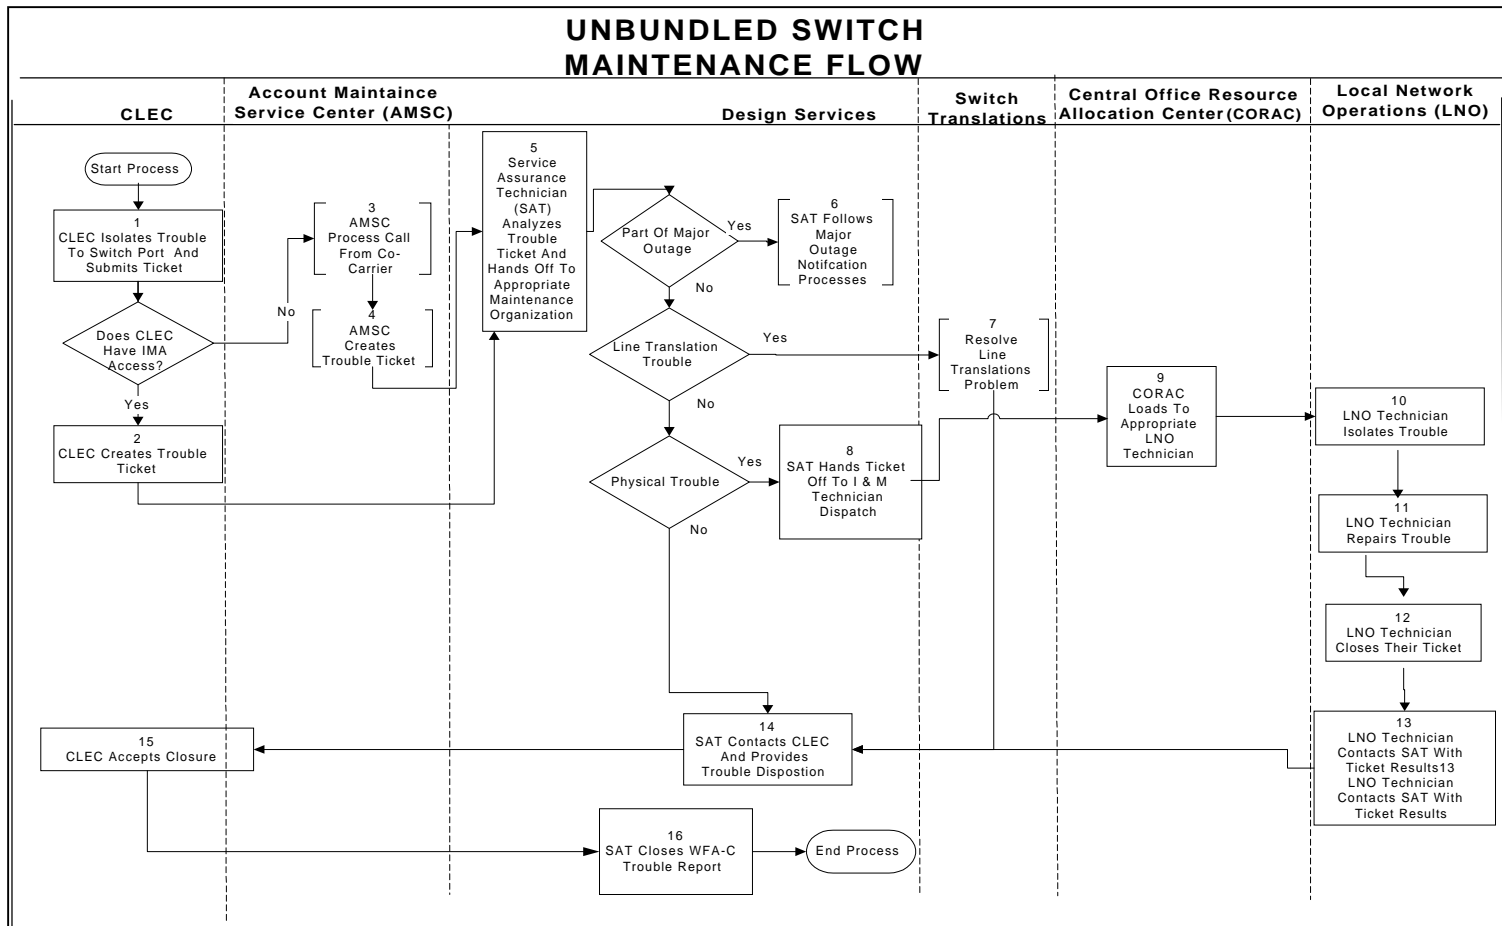 UNBUNDLED SWITCH
MAINTENANCE FLOW
CLEC
Account Maintaince
Service Center (AMSC)
Design Services
Switch
Translations
Central Office Resource
Allocation Center (CORAC)
Local Network
Operations (LNO)
Start Process
1
CLEC Isolates Trouble
To Switch Port And
Submits Ticket
Does CLEC
Have IMA
Access?
No
Yes
2
CLEC Creates Trouble
Ticket
3
AMSC
Process Call
From Co-
Carrier
4
AMSC
Creates
Trouble Ticket
5
Service
Assurance
Technician
(SAT)
Analyzes
Trouble
Ticket And
Hands Off To
Appropriate
Maintenance
Organization
Part Of Major
Outage
Yes
No
6
SAT Follows
Major
Outage
Notifcation
Processes
Line Translation
Trouble
Yes
No
7
Resolve
Line
Translations
Problem
Physical Trouble
Yes
No
8
SAT Hands Ticket
Off To I & M
Technician
Dispatch
9
CORAC
Loads To
Appropriate
LNO
Technician
10
LNO Technician
Isolates Trouble
11
LNO Technician
Repairs Trouble
12
LNO Technician
Closes Their Ticket
13
LNO Technician
Contacts SAT With
Ticket Results13
LNO Technician
Contacts SAT With
Ticket Results
14
SAT Contacts CLEC
And Provides
Trouble Dispostion
15
CLEC Accepts Closure
16
SAT Closes WFA-C
Trouble Report
End Process